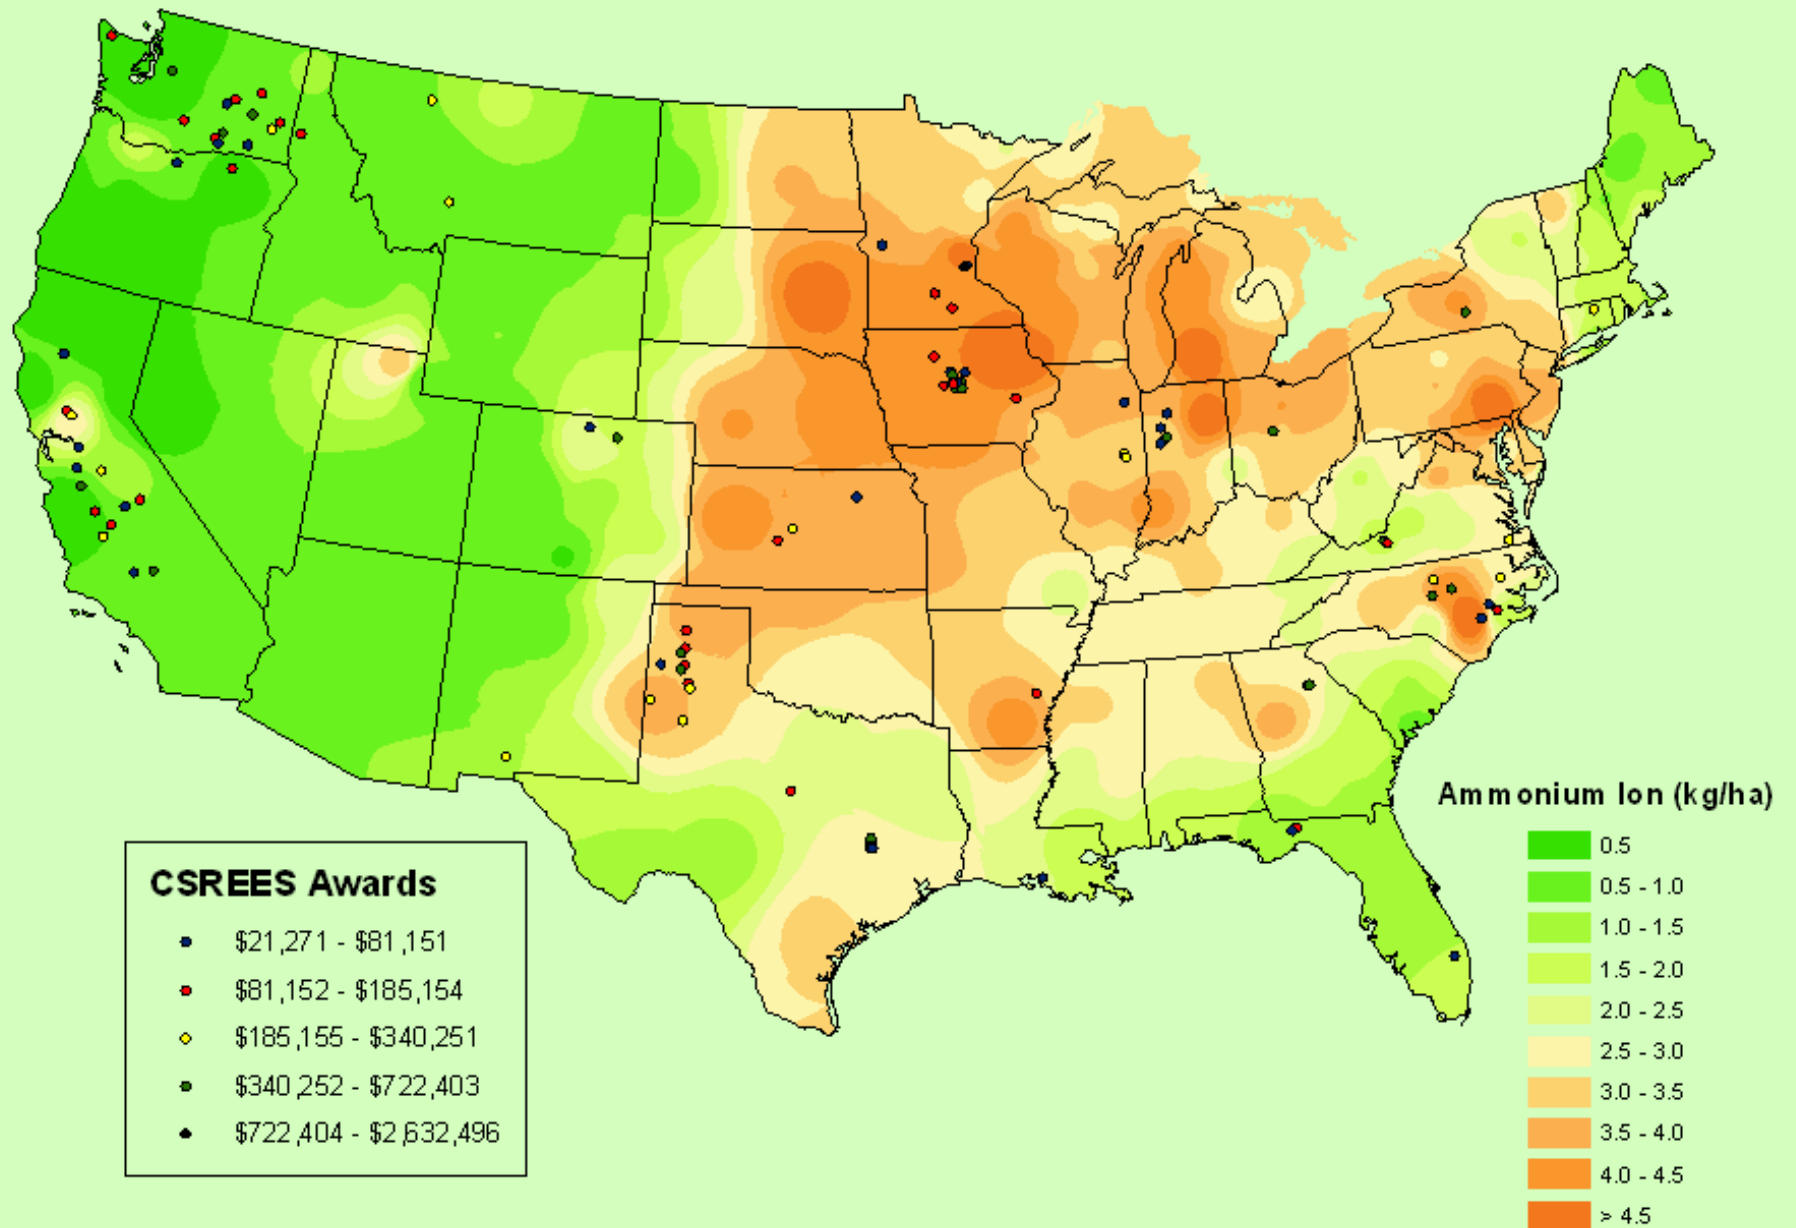 Ammonium Ion (kg/ha)
0.5
0.5 - 1.0
1.0 - 1.5
1.5 - 2.0
2.0 - 2.5
2.5 - 3.0
3.0 - 3.5
3.5 - 4.0
4.0 - 4.5
> 4.5
CSREES Awards
$21,271 - $81,151
$81,152 - $185,154
$185,155 - $340,251
$340,252 - $722,403
$722,404 - $2,632,496